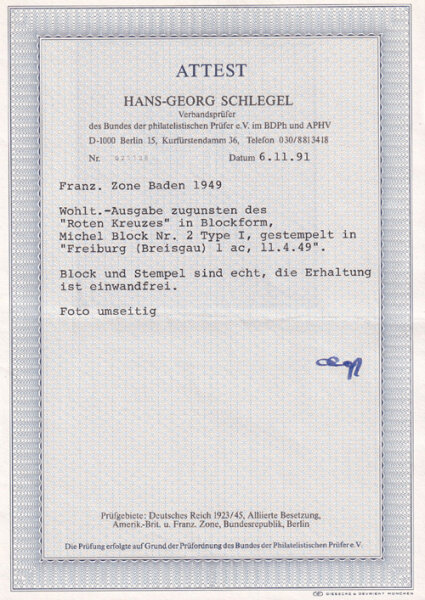 ATTEST
HANS-GEORG SCHLEGEL
Verbandsprüfer
des Bundes der philatelistischen Prüfer e.V. im BDPh und APHV
D-1000 Berlin 15, Kurfürstendamm 36, Telefon 030/8813418
Nr. Datum 6.11.91
Franz. Zone Baden 1949
Wohlt.-Ausgabe zugunsten des
"Roten Kreuzes" in Blockform,
Michel Block Nr. 2 Type I, gestempelt in
"Freiburg (Breisgau) 1 ac, 11.4.49".
Block und Stempel sind echt, die Erhaltung
ist einwandfrei.
Foto umseitig
Prüfgebiete: Deutsches Reich 1923/45, Alliierte Besetzung,
Amerik.-Brit. u. Franz. Zone, Bundesrepublik, Berlin
Die Prüfung erfolgte auf Grund der Prüfordnung des Bundes der Philatelistischen Prüfer e.V.
GIESECKE & DEVRIENT MÜNCHEN